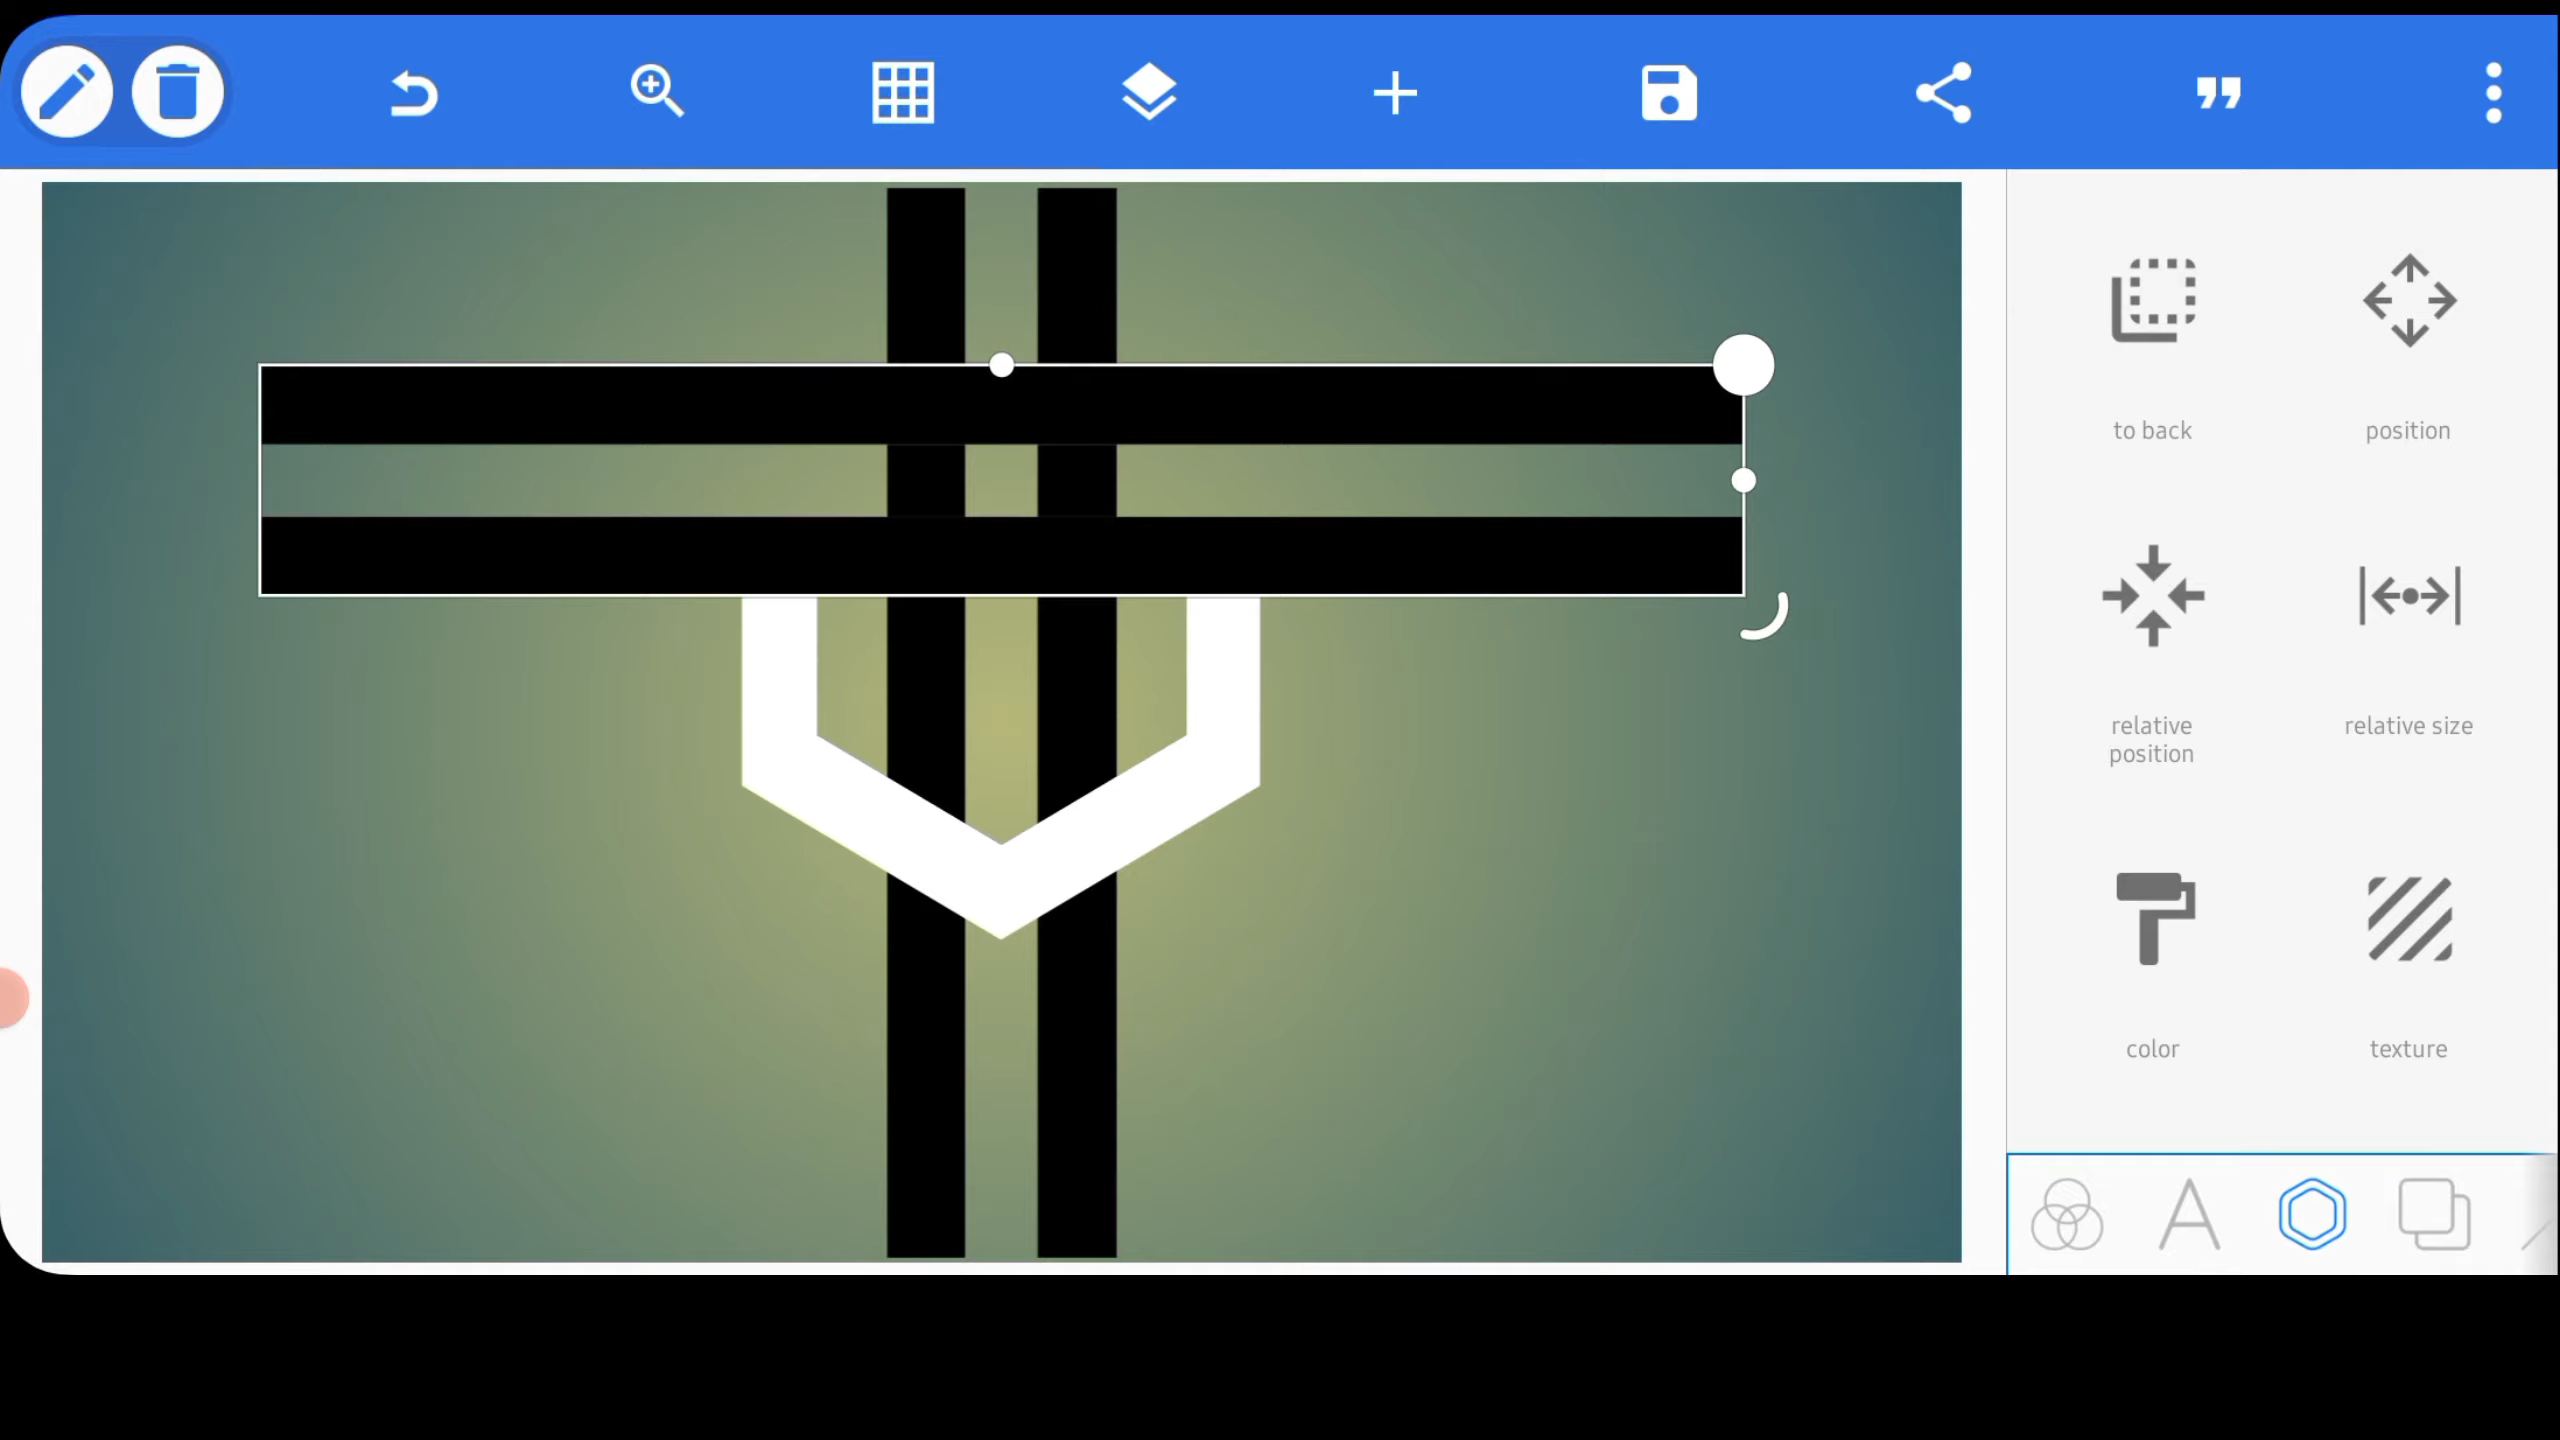 to back
position
relative
position
relative size
color
texture